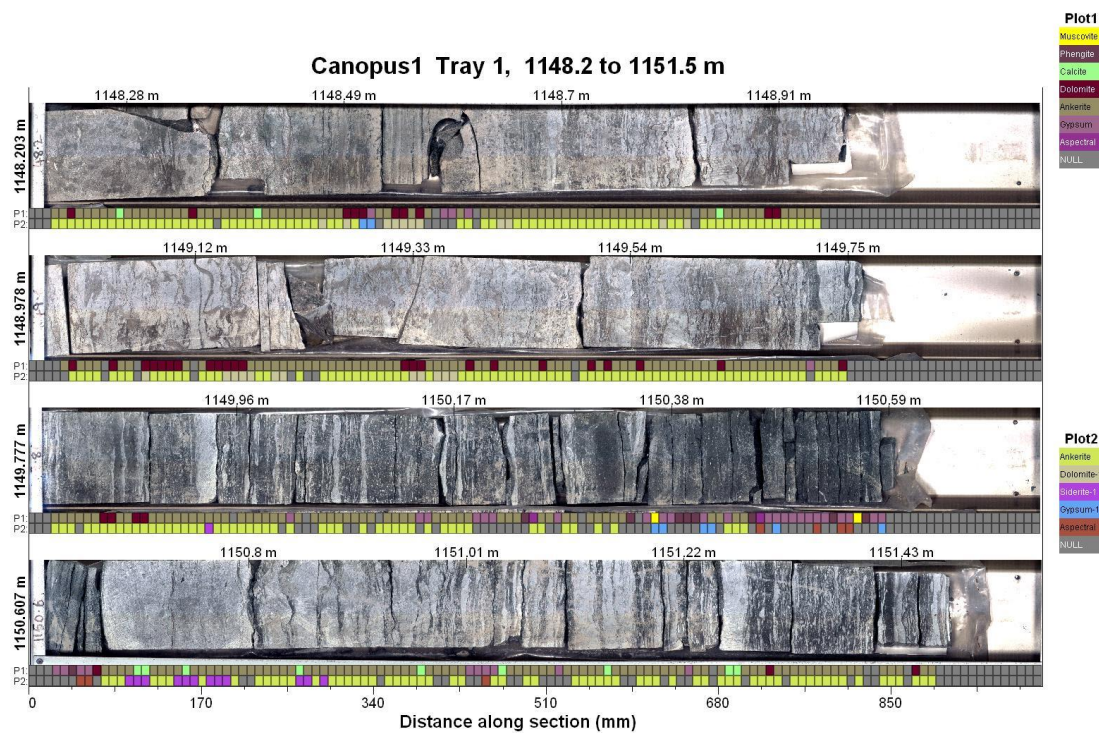 Plot1
Muscovite
Phengite
Calcite
Dolomite
Ankerite
Gypsum
Aspectral
NULL
Canopus1 Tray 1, 1148.2 to 1151.5 m
1148.28 m 1148.49 m 1148.7 m 1148.91 m
1148.203 m
P1:
P2:
1149.12 m 1149.33 m 1149.54 m 1149.75 m
1148.978 m
P1:
P2:
1149.96 m 1150.17 m 1150.38 m 1150.59 m
1149.777 m
P1:
P2:
Plot2
Ankerite
Dolomite-
Siderite-1
Gypsum-1
Aspectral
NULL
1150.8 m 1151.01 m 1151.22 m 1151.43 m
1150.607 m
1150.6
P1:
P2:
0 170 340 510 680 850
Distance along section (mm)